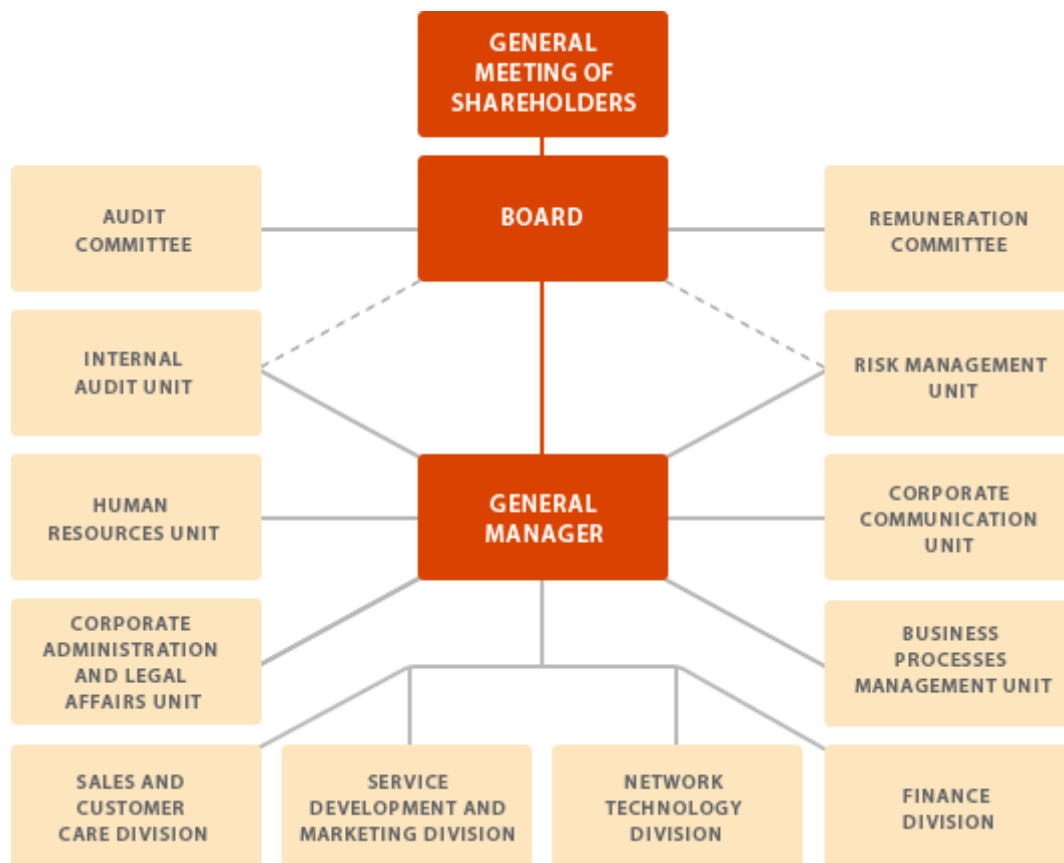 GENERAL
MEETING OF
SHAREHOLDERS
BOARD
AUDIT
COMMITTEE
REMUNERATION
COMMITTEE
INTERNAL
AUDIT UNIT
RISK MANAGEMENT
UNIT
HUMAN
RESOURCES UNIT
GENERAL
MANAGER
CORPORATE
COMMUNICATION
UNIT
CORPORATE
ADMINISTRATION
AND LEGAL
AFFAIRS UNIT
BUSINESS
PROCESSES
MANAGEMENT UNIT
SALES AND
CUSTOMER
CARE DIVISION
SERVICE
DEVELOPMENT AND
MARKETING DIVISION
NETWORK
TECHNOLOGY
DIVISION
FINANCE
DIVISION